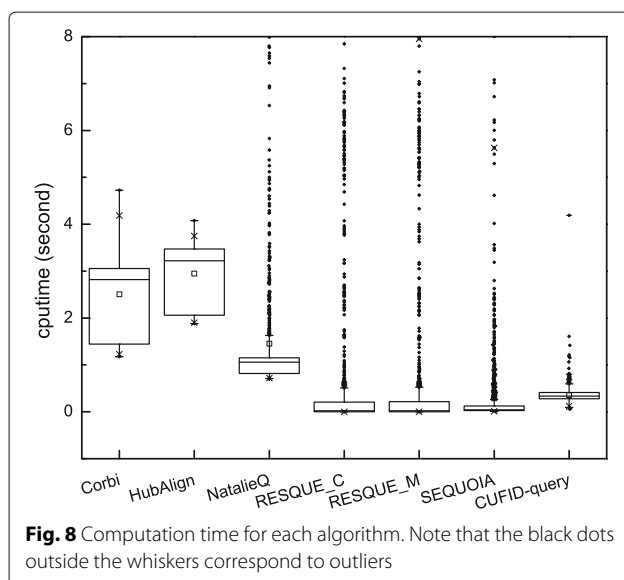 8
6
4
2
0
cputime (second)
Corbi
HubAlign
NatalieQ
RESQUE_C
RESQUE_M
SEQUOIA
CUFID-query
Fig. 8 Computation time for each algorithm. Note that the black dots
outside the whiskers correspond to outliers